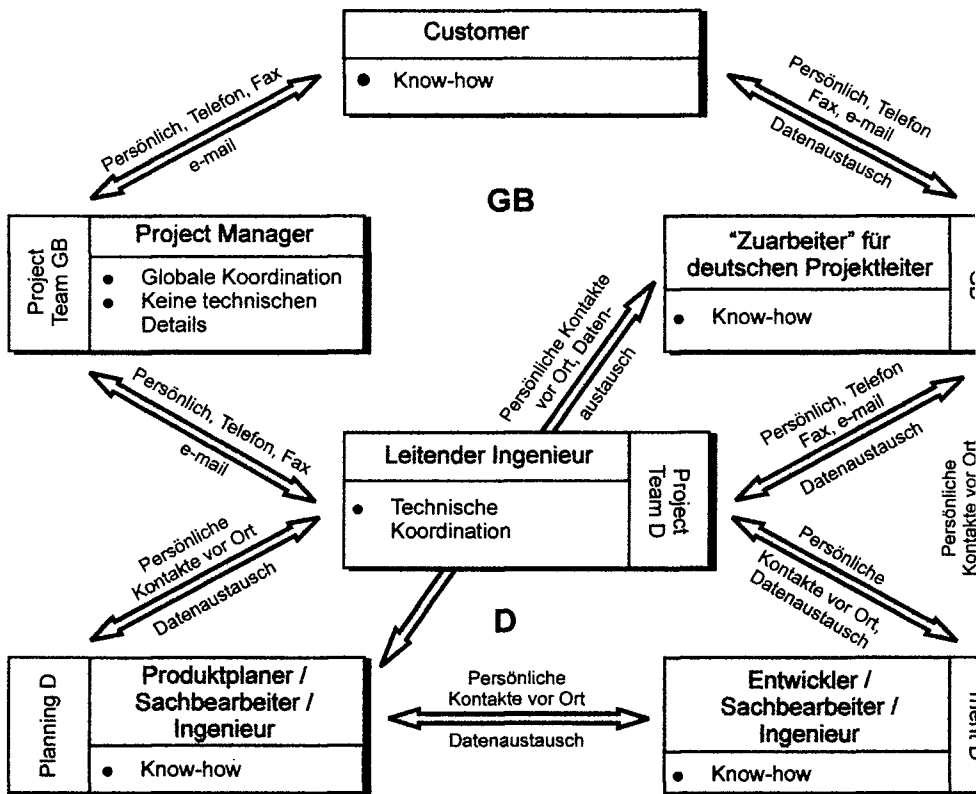 Customer
● Know-how
Persönlich, Telefon, Fax
e-mail
Persönlich, Telefon
Fax, e-mail
Datenaustausch
GB
Project
Team GB
Project Manager
● Globale Koordination
● Keine technischen
Details
"Zuarbeiter" für
deutschen Projektleiter
● Know-how
Persönliche Kontakte
vor Ort, Daten-
austausch
Persönlich, Telefon, Fax
e-mail
Leitender Ingenieur
● Technische
Koordination
Project
Team D
Persönlich, Telefon
Fax, e-mail
Datenaustausch
Persönliche
Kontakte vor Ort
Persönliche
Kontakte vor Ort
Datenaustausch
Persönliche
Kontakte vor Ort,
Datenaustausch
D
Planning D
Produktplaner /
Sachbearbeiter /
Ingenieur
● Know-how
Persönliche
Kontakte vor Ort
Datenaustausch
Entwickler /
Sachbearbeiter /
Ingenieur
● Know-how